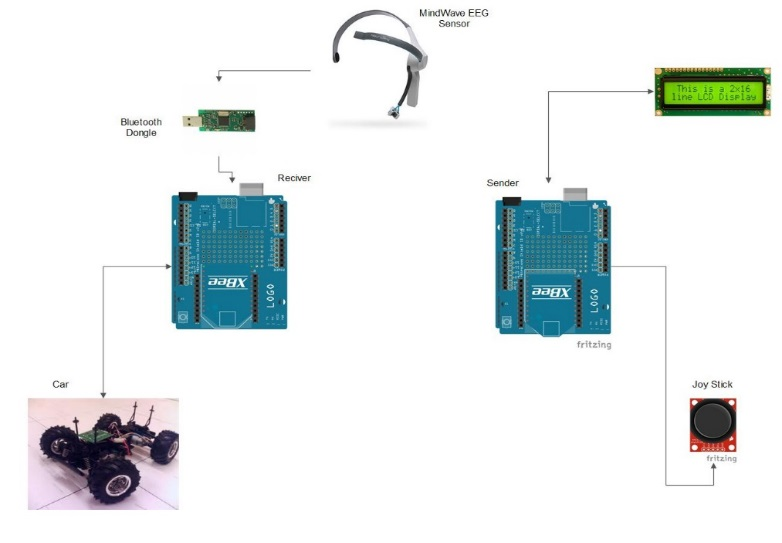 MindWave EEG
Sensor
This is a 2x16
line LCD Display
Bluetooth
Dongle
Reciver
Sender
XBee
LOGO
XBee
LOGO
fritzing
Car
Joy Stick
fritzing